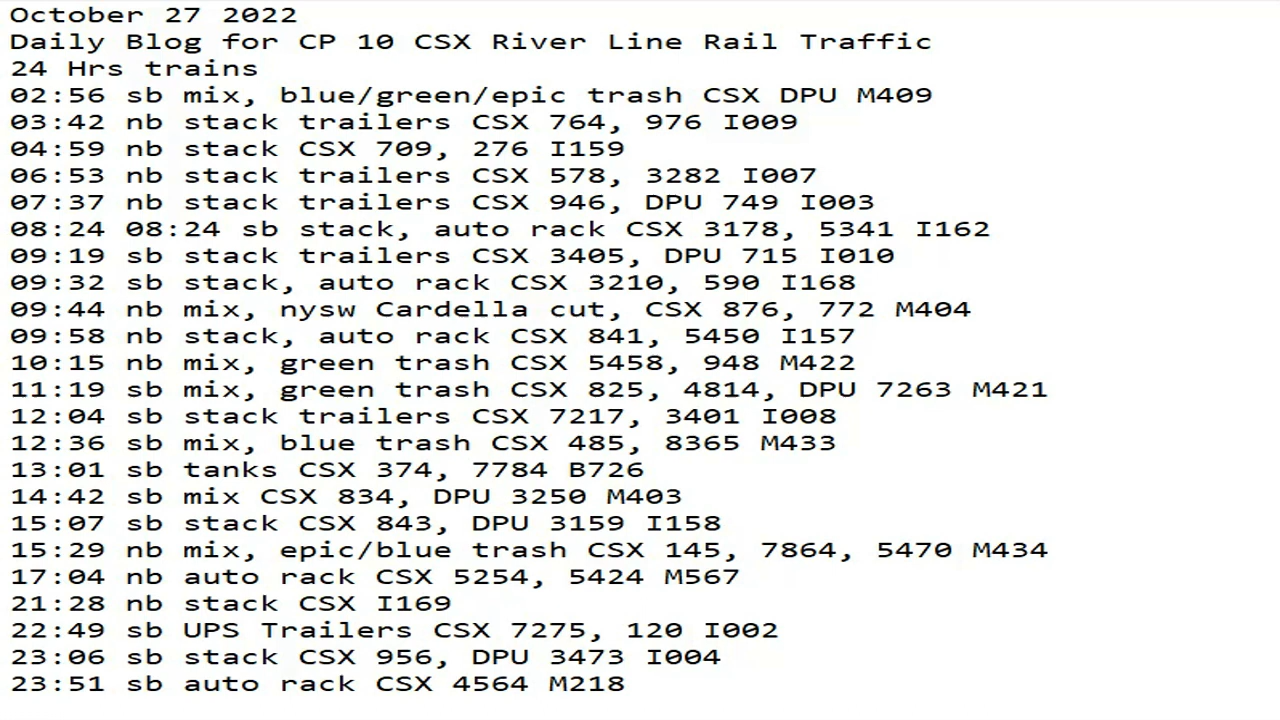 October 27 2022
Daily Blog for CP 10 CSX River Line Rail Traffic
24 Hrs trains
02:56 sb mix, blue/green/epic trash CSX DPU M409
03:42 nb stack trailers CSX 764, 976 I009
04:59 nb stack CSX 709, 276 I159
06:53 nb stack trailers CSX 578, 3282 I007
07:37 nb stack trailers CSX 946, DPU 749 I003
08:24 08:24 sb stack, auto rack CSX 3178, 5341 I162
09:19 sb stack trailers CSX 3405, DPU 715 I010
09:32 sb stack, auto rack CSX 3210, 590 I168
09:44 nb mix, nysw Cardella cut, CSX 876, 772 M404
09:58 nb stack, auto rack CSX 841, 5450 I157
10:15 nb mix, green trash CSX 5458, 948 M422
11:19 sb mix, green trash CSX 825, 4814, DPU 7263 M421
12:04 sb stack trailers CSX 7217, 3401 I008
12:36 sb mix, blue trash CSX 485, 8365 M433
13:01 sb tanks CSX 374, 7784 B726
14:42 sb mix CSX 834, DPU 3250 M403
15:07 sb stack CSX 843, DPU 3159 I158
15:29 nb mix, epic/blue trash CSX 145, 7864, 5470 M434
17:04 nb auto rack CSX 5254, 5424 M567
21:28 nb stack CSX I169
22:49 sb UPS Trailers CSX 7275, 120 I002
23:06 sb stack CSX 956, DPU 3473 I004
23:51 sb auto rack CSX 4564 M218